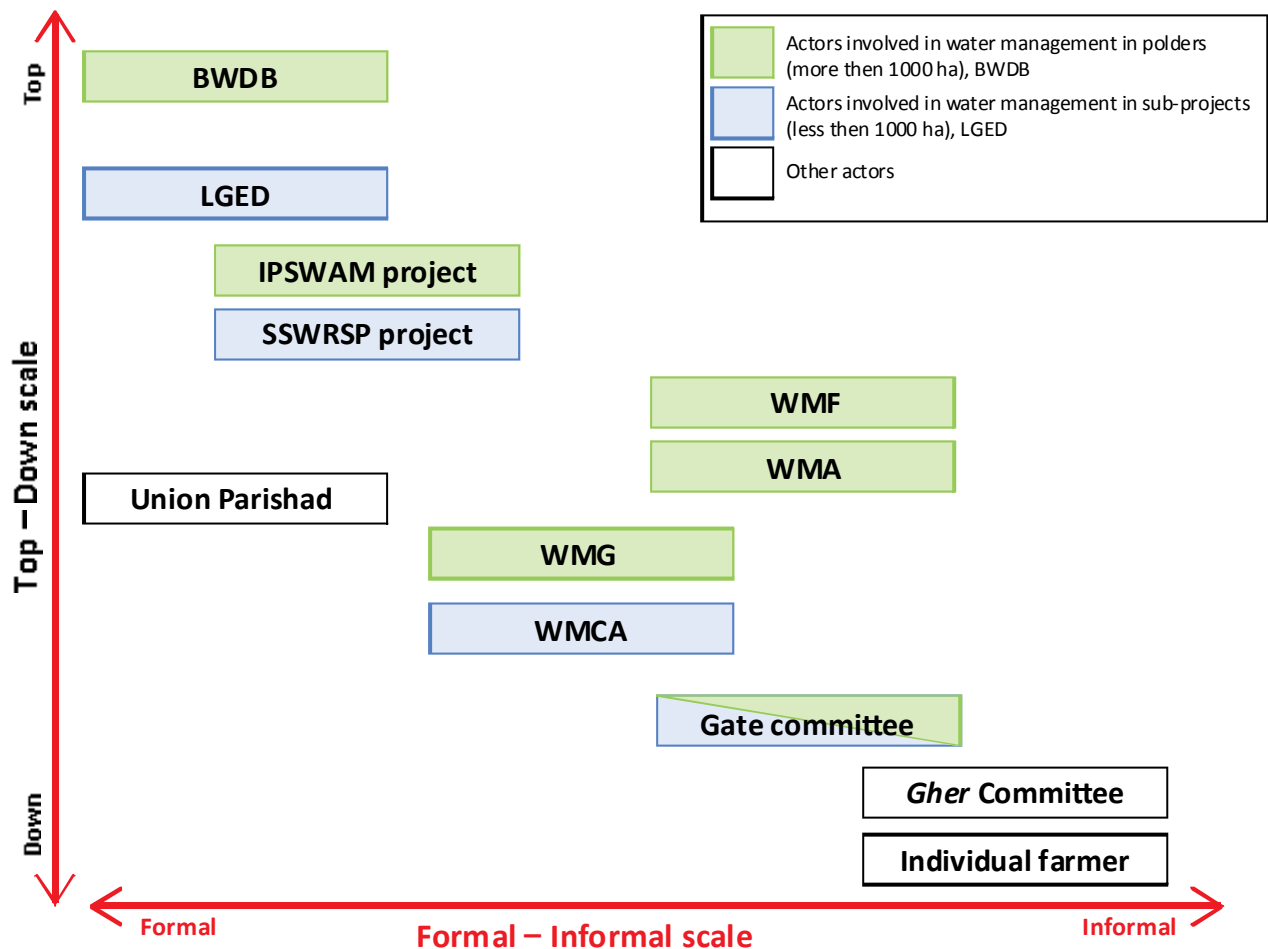 Top
BWDB
Actors involved in water management in polders
(more then 1000 ha), BWDB
Actors involved in water management in sub-projects
(less then 1000 ha), LGED
Other actors
LGED
IPSWAM project
SSWRSP project
Top – Down scale
WMF
WMA
Union Parishad
WMG
WMCA
Gate committee
Gher Committee
Down
Individual farmer
Formal
Formal – Informal scale
Informal